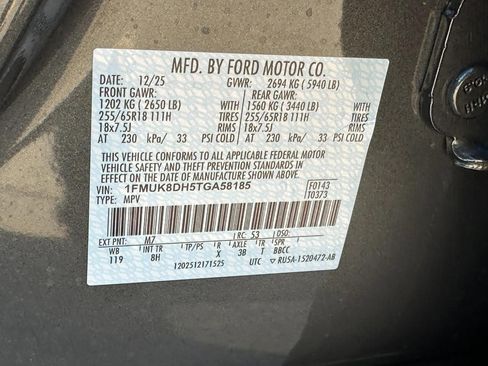 MFD. BY FORD MOTOR CO.
DATE: 12/25 GVWR: 2694 KG ( 5940 LB)
FRONT GAWR: REAR GAWR:
1202 KG ( 2650 LB) WITH 1560 KG ( 3440 LB) WITH
255/65R18 111H TIRES 255/65R18 111H TIRES
18x7.5J RIMS 18x7.5J RIMS
AT 230 kPa/ 33 PSI COLD AT 230 kPa/ 33 PSI COLD
THIS VEHICLE CONFORMS TO ALL APPLICABLE FEDERAL MOTOR
VEHICLE SAFETY AND THEFT PREVENTION STANDARDS IN EFFECT
ON THE DATE OF MANUFACTURE SHOWN ABOVE.
VIN: 1FMUK8DH5TGA58185 F0143
TYPE: MPV T0373
EXT PNT: M7 RC: 53 DSO:
WB INT TR TP/PS R AXLE TR SPR
119 8H X 3B T BBCC
1202512171525 UTC RU5A-1520472-AB